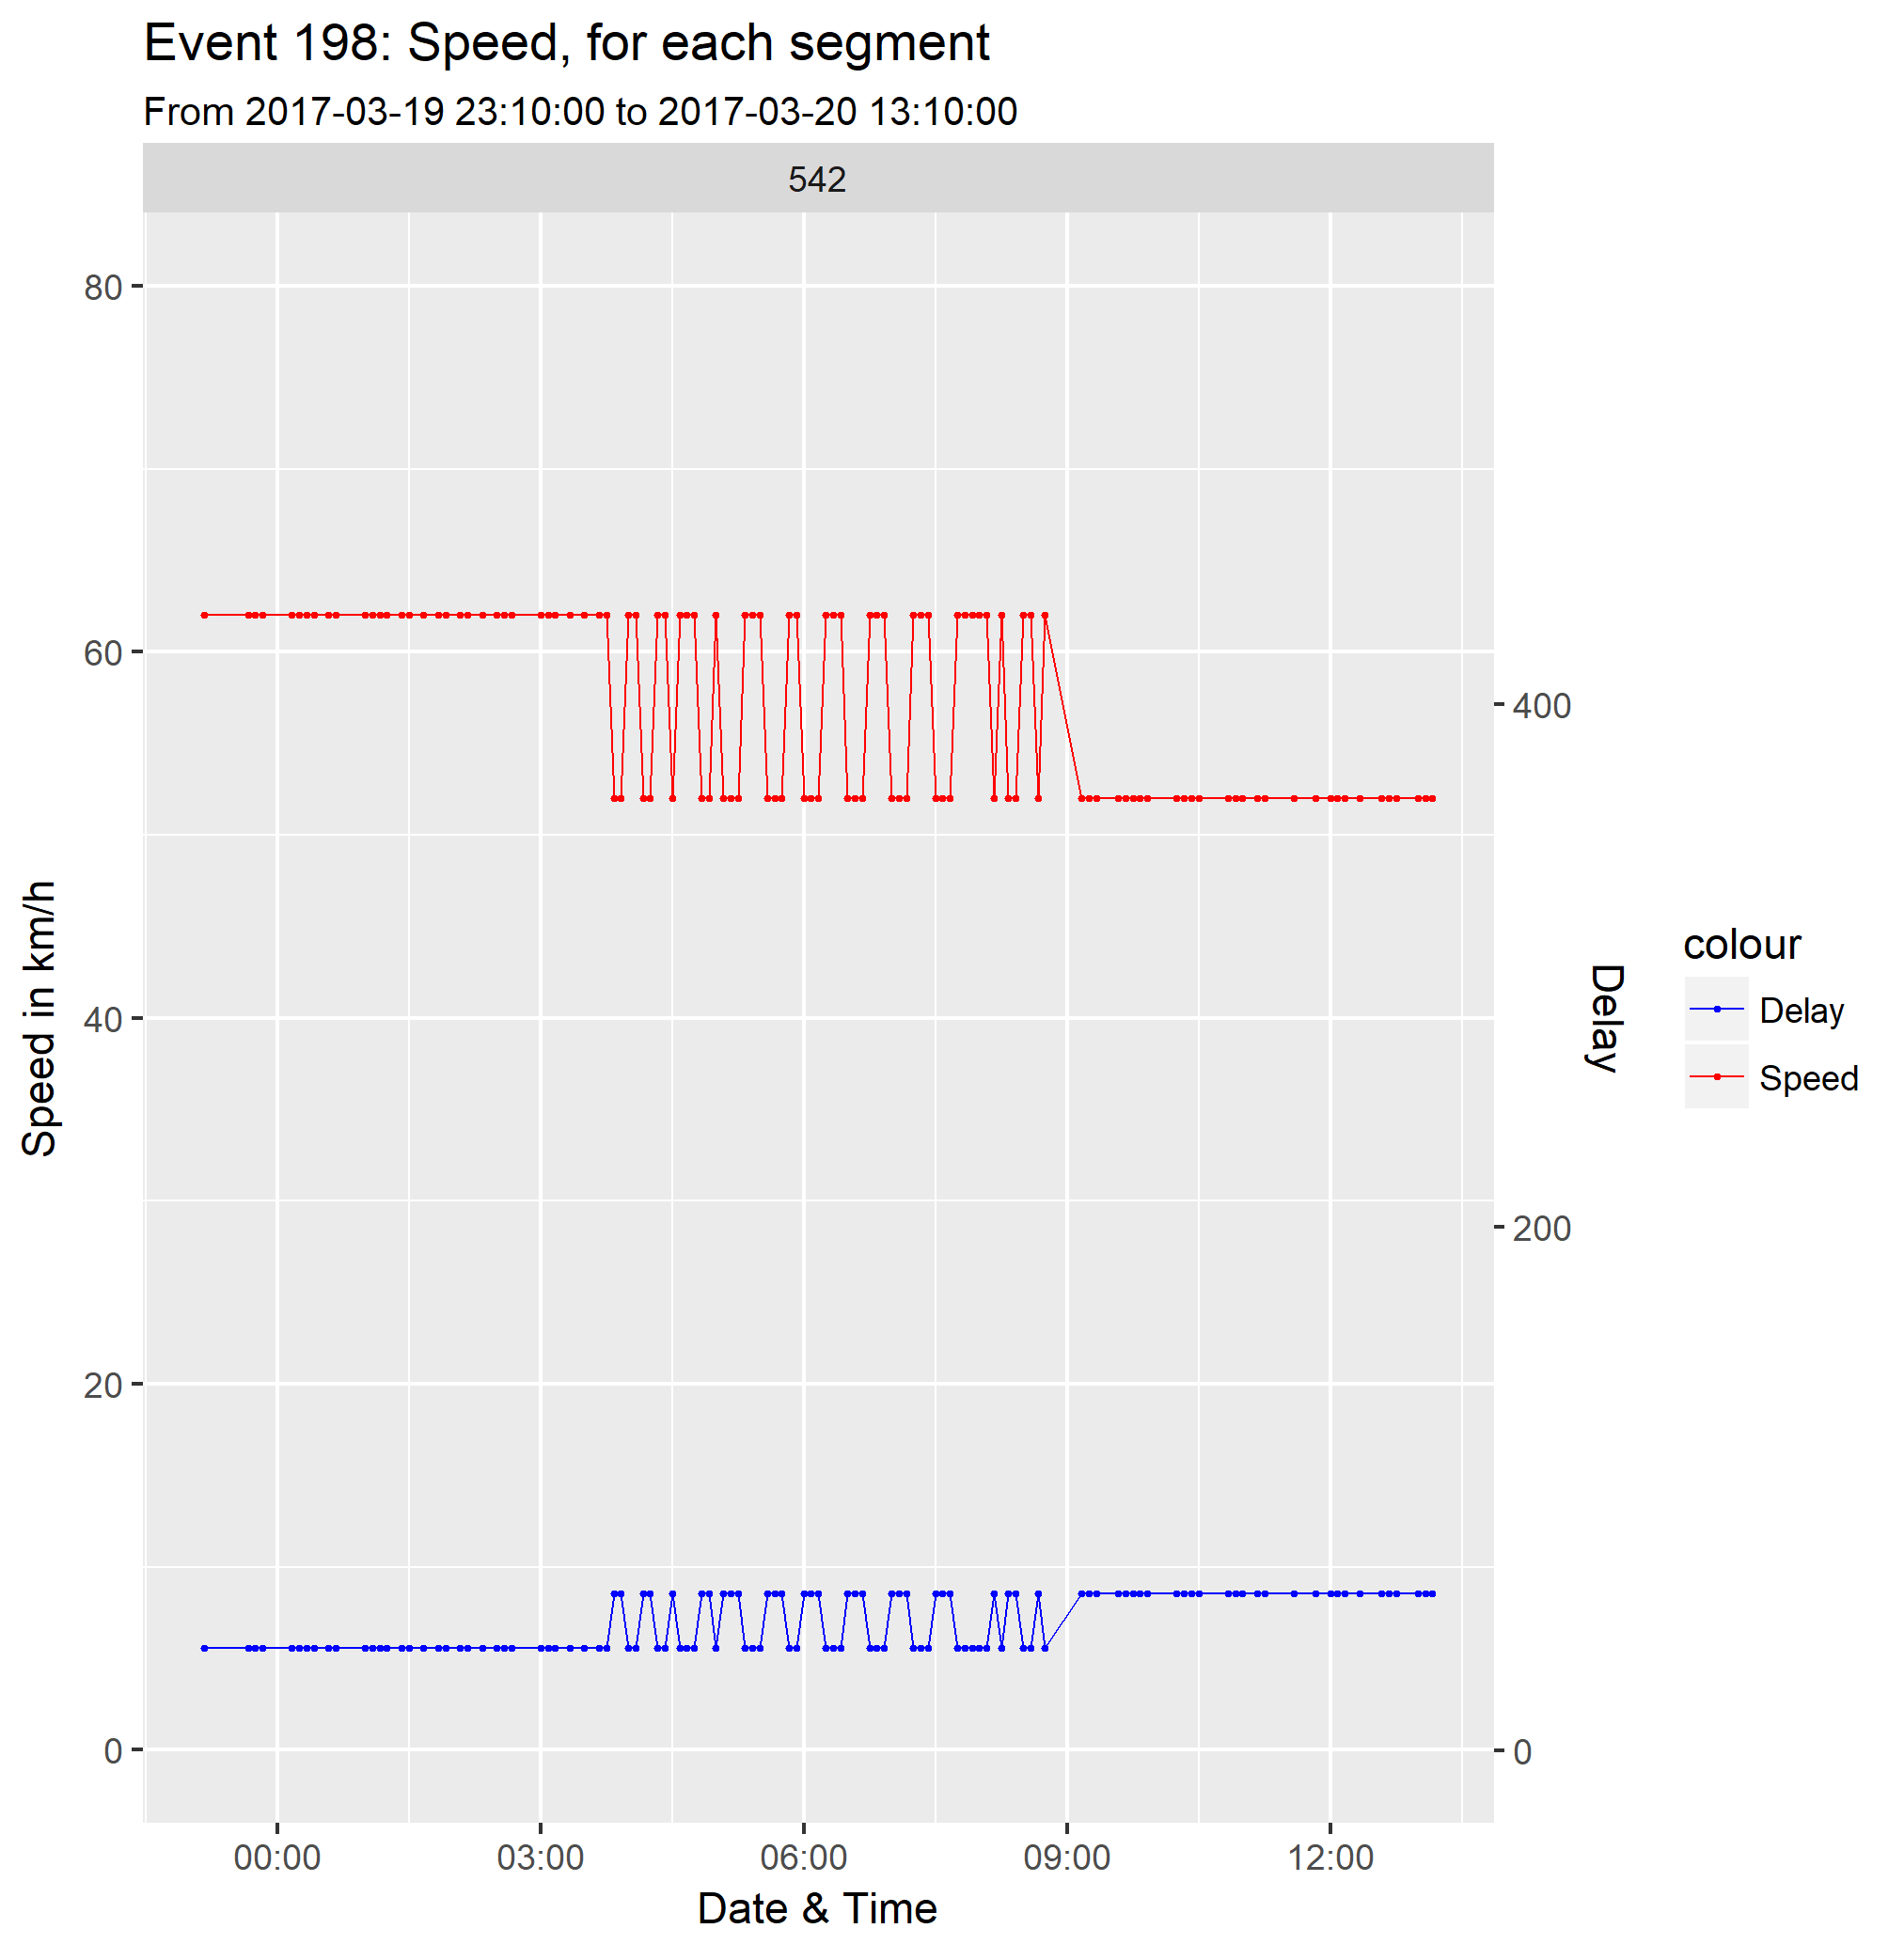 Event 198: Speed, for each segment
From 2017-03-19 23:10:00 to 2017-03-20 13:10:00
542
80
60
40
20
0
Speed in km/h
400
200
0
Delay
00:00
03:00
06:00
09:00
12:00
Date & Time
colour
Delay
Speed